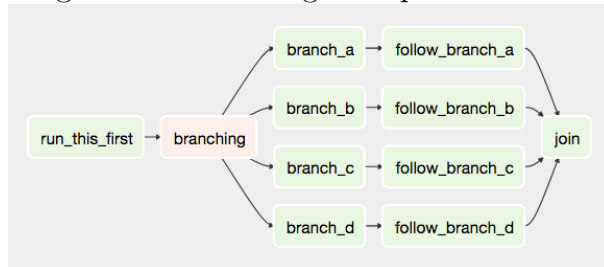 branch_a
follow_branch_a
branch_b
follow_branch_b
run_this_first
branching
join
branch_c
follow_branch_c
branch_d
follow_branch_d